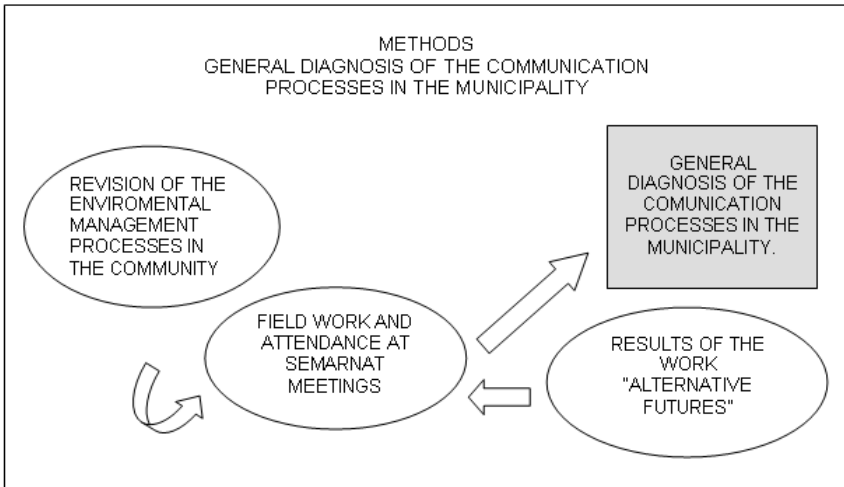 METHODS
GENERAL DIAGNOSIS OF THE COMMUNICATION
PROCESSES IN THE MUNICIPALITY
REVISION OF THE
ENVIROMENTAL
MANAGEMENT
PROCESSES IN
THE COMMUNITY
GENERAL
DIAGNOSIS OF THE
COMUNICATION
PROCESSES IN THE
MUNICIPALITY.
FIELD WORK AND
ATTENDANCE AT
SEMARNAT
MEETINGS
RESULTS OF THE
WORK
"ALTERNATIVE
FUTURES"